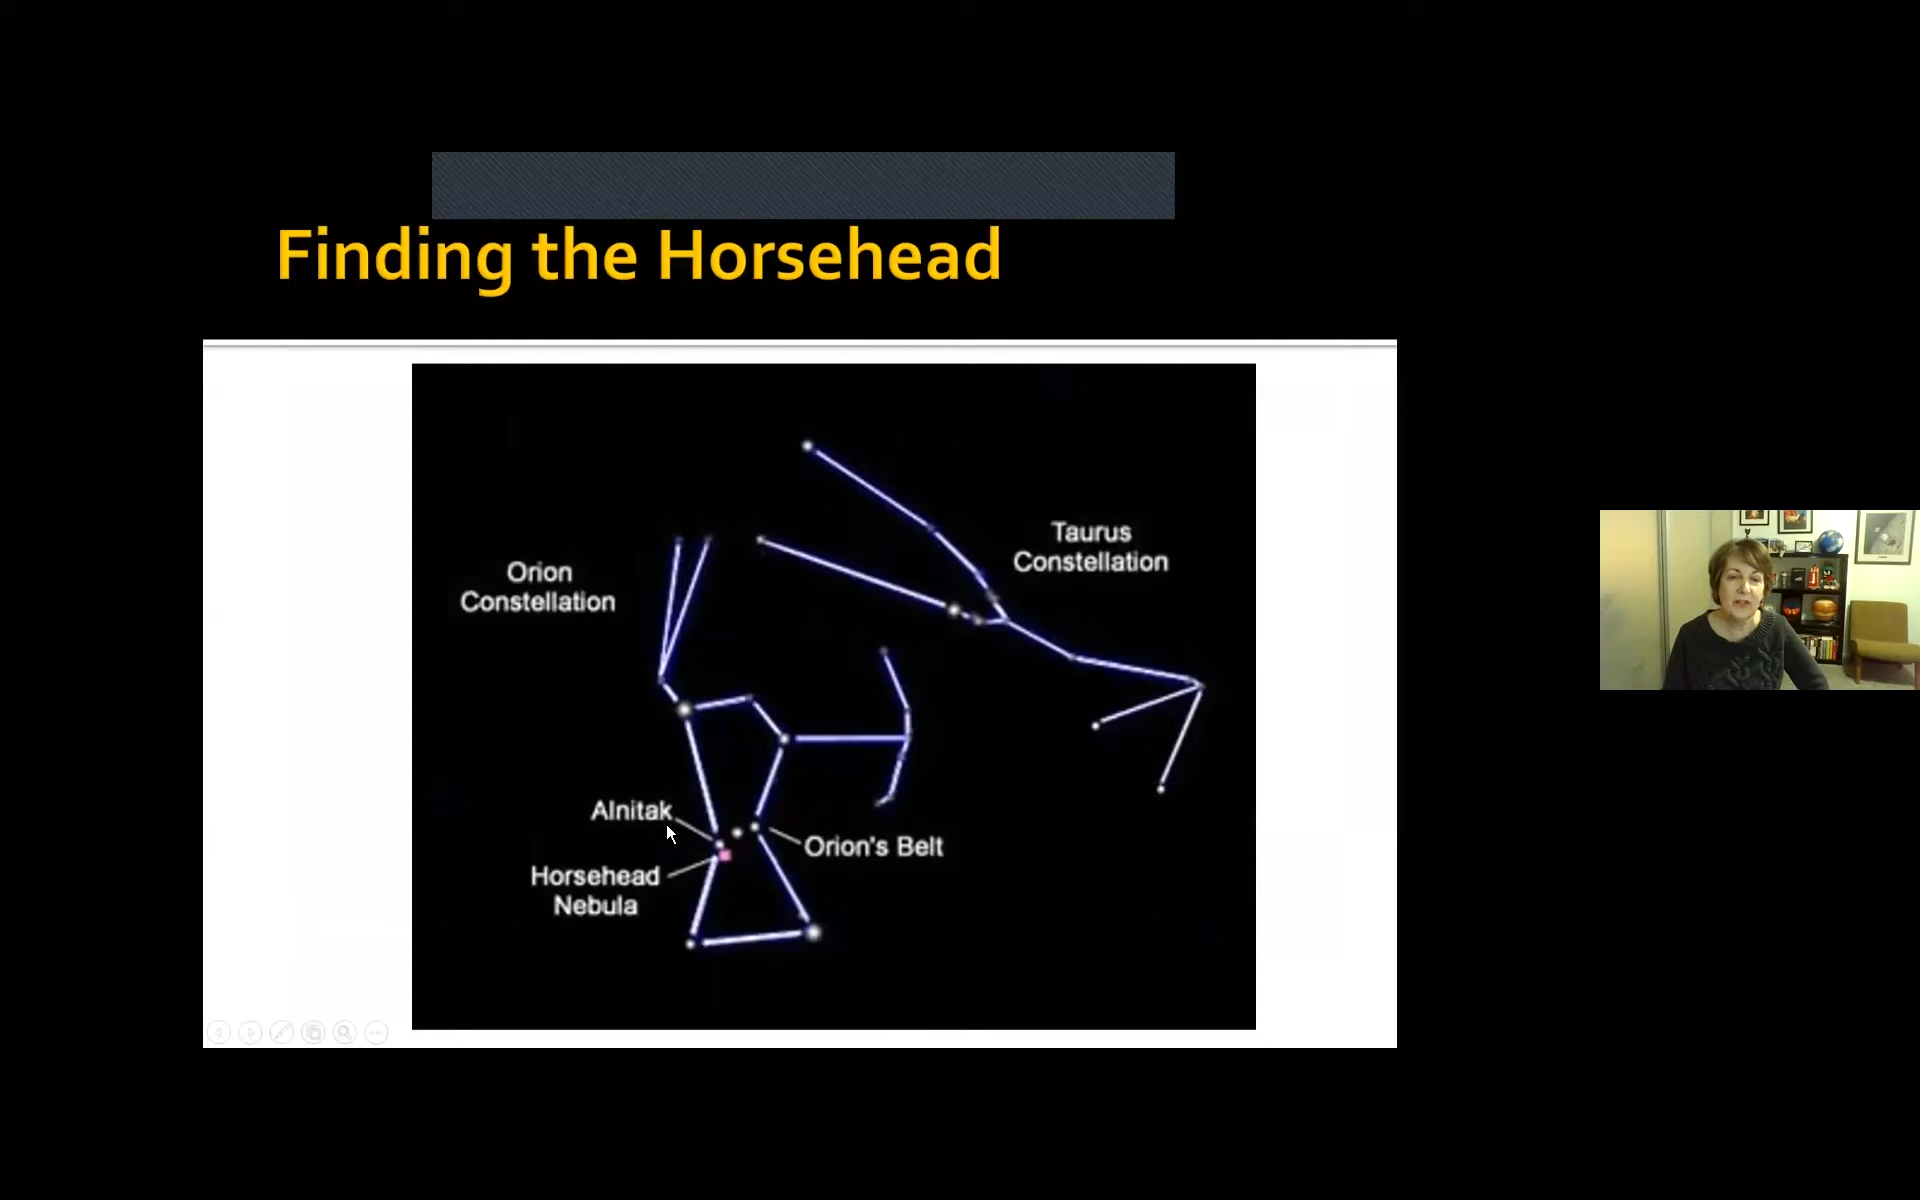 Finding the Horsehead
Taurus
Constellation
Orion
Constellation
Alnitak
Orion's Belt
Horsehead
Nebula